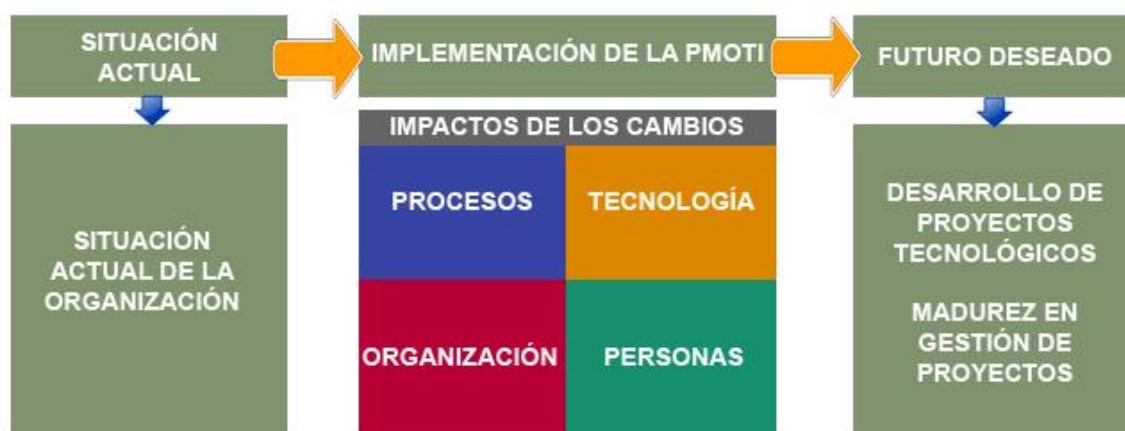 SITUACIÓN
ACTUAL
IMPLEMENTACIÓN DE LA PMOTI
FUTURO DESEADO
SITUACIÓN
ACTUAL DE LA
ORGANIZACIÓN
IMPACTOS DE LOS CAMBIOS
PROCESOS
TECNOLOGÍA
ORGANIZACIÓN
PERSONAS
DESARROLLO DE
PROYECTOS
TECNOLÓGICOS
MADUREZ EN
GESTIÓN DE
PROYECTOS